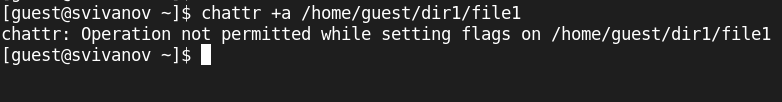 [guest@svivanov ~]$ chattr +a /home/guest/dir1/file1
chattr: Operation not permitted while setting flags on /home/guest/dir1/file1
[guest@svivanov ~]$